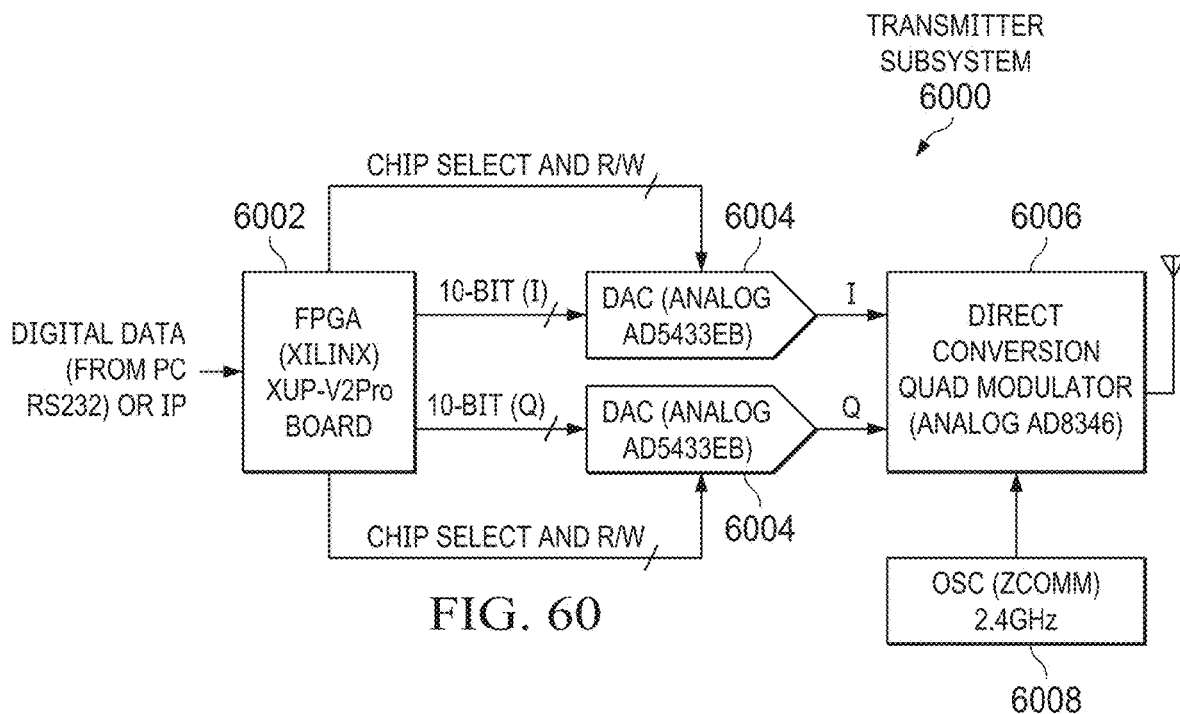 TRANSMITTER
SUBSYSTEM
6000
CHIP SELECT AND R/W
6002
6004
6006
DIGITAL DATA
(FROM PC
RS232) OR IP
FPGA
(XILINX)
XUP-V2Pro
BOARD
10-BIT (I)
DAC (ANALOG
AD5433EB)
I
10-BIT (Q)
DAC (ANALOG
AD5433EB)
Q
DIRECT
CONVERSION
QUAD MODULATOR
(ANALOG AD8346)
CHIP SELECT AND R/W
6004
OSC (ZCOMM)
2.4GHz
6008
FIG. 60